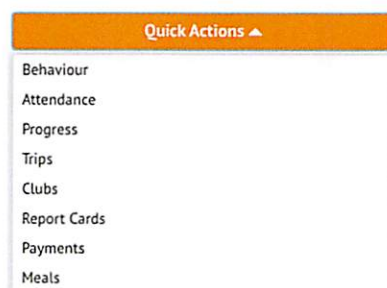 Quick Actions
Behaviour
Attendance
Progress
Trips
Clubs
Report Cards
Payments
Meals